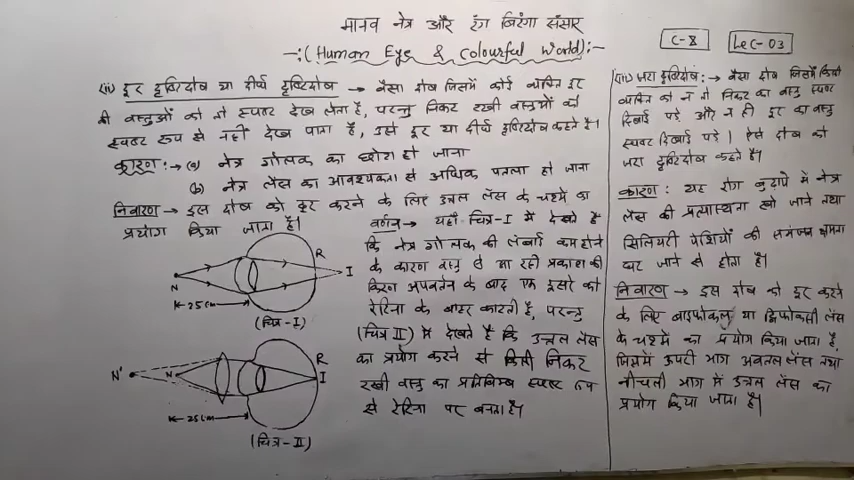 मानव नेत्र और रंग बिरंगा संसार
-:(Human Eye & Colourful World):-
C-8
Lec-03
(ii) दूर दृष्टिदोष या दीर्घ दृष्टिदोष → वैसा दोष जिसमें कोई व्यक्ति दूर
की वस्तुओं को तो स्पष्ट देख लेता है, परन्तु निकट रखी वस्तुओं को
स्पष्ट रूप से नहीं देख पाता है, उसे दूर या दीर्घ दृष्टिदोष कहते है।
कारण:→ (a) नेत्र गोलक का छोटा हो जाना
(b) नेत्र लेंस का आवश्यकता से अधिक पतला हो जाना
निवारण → इस दोष को दूर करने के लिए उत्तल लेंस के चश्मे का
प्रयोग किया जाता है।
वर्णन → यहाँ चित्र-I में देखते है
कि नेत्र गोलक की लंबाई कम होने
के कारण वस्तु से आ रही प्रकाश की
किरण अपवर्तन के बाद एक दूसरे को
रेटिना के बाहर काटती है, परन्तु
(चित्र II) में देखते है कि उत्तल लेंस
का प्रयोग करने से किसी निकट
रखी वस्तु का प्रतिबिम्ब स्पष्ट रूप
से रेटिना पर बनता है।
N
R
I
25cm
(चित्र-I)
N'
N
R
I
25cm
(चित्र-II)
(iii) जरा दृष्टिदोष:→ वैसा दोष जिसमें किसी
व्यक्ति को न तो निकट का वस्तु स्पष्ट
दिखाई पड़े और न ही दूर का वस्तु
स्पष्ट दिखाई पड़े। ऐसे दोष को
जरा दृष्टिदोष कहते है।
कारण: यह रोग बुढ़ापे में नेत्र
लेंस की प्रत्यास्थता खो जाने तथा
सिलियरी पेशियों की समंजन क्षमता
घट जाने से होता है।
निवारण → इस दोष को दूर करने
के लिए बाइफोकल या द्विफोकसी लेंस
के चश्मे का प्रयोग किया जाता है,
जिसमें ऊपरी भाग अवतल लेंस तथा
नीचली भाग में उत्तल लेंस का
प्रयोग किया जाता है।